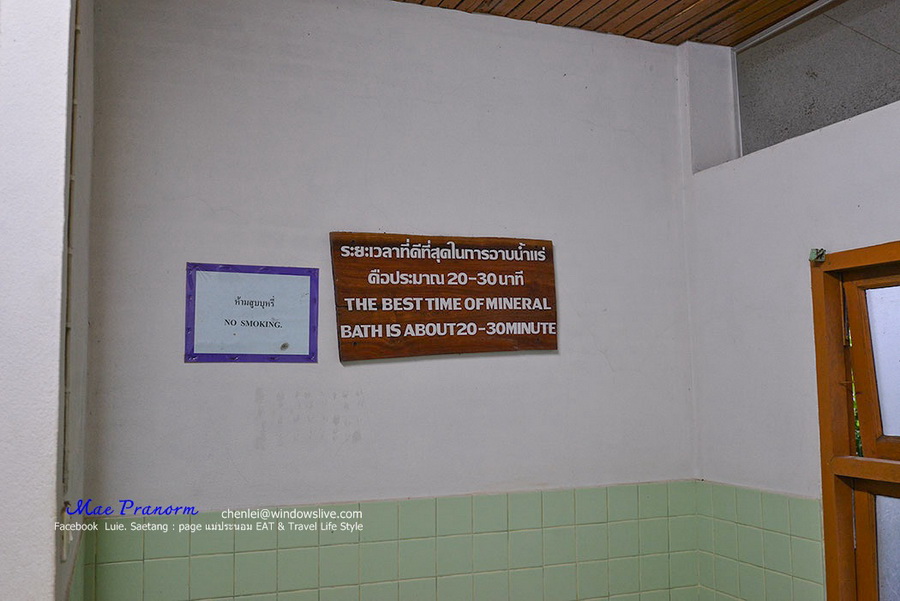 ระยะเวลาที่ดีที่สุดในการอาบน้ำแร่
คือประมาณ 20-30 นาที
THE BEST TIME OF MINERAL
BATH IS ABOUT 20-30 MINUTE
ห้ามสูบบุหรี่
NO SMOKING.
Mae Pranorm
chenlei@windowslive.com
Facebook Luie. Saetang : page แม่ประนอม EAT & Travel Life Style